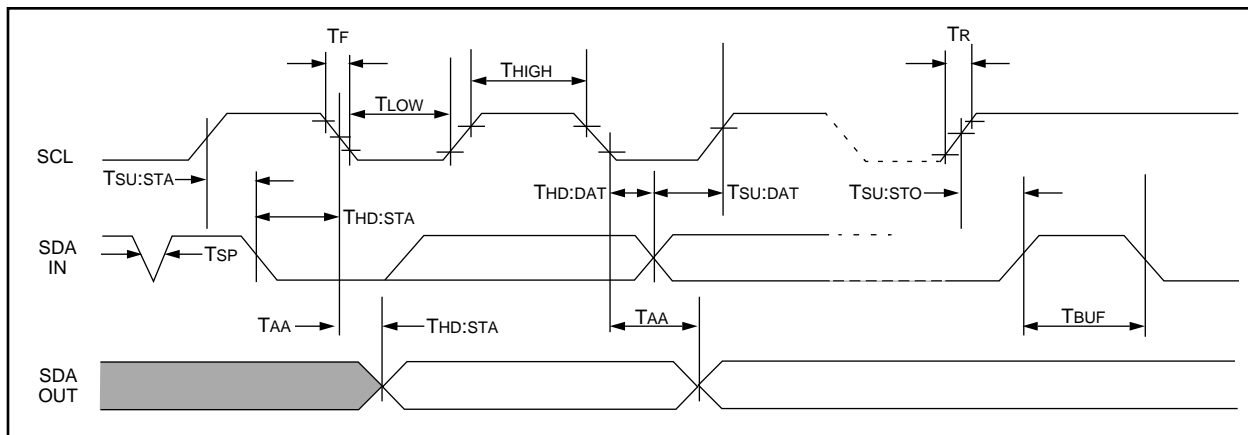 TF
TR
THIGH
TLOW
SCL
TSU:STA
THD:DAT
TSU:DAT
TSU:STO
THD:STA
SDA
IN
TSP
TAA
THD:STA
TAA
TBUF
SDA
OUT